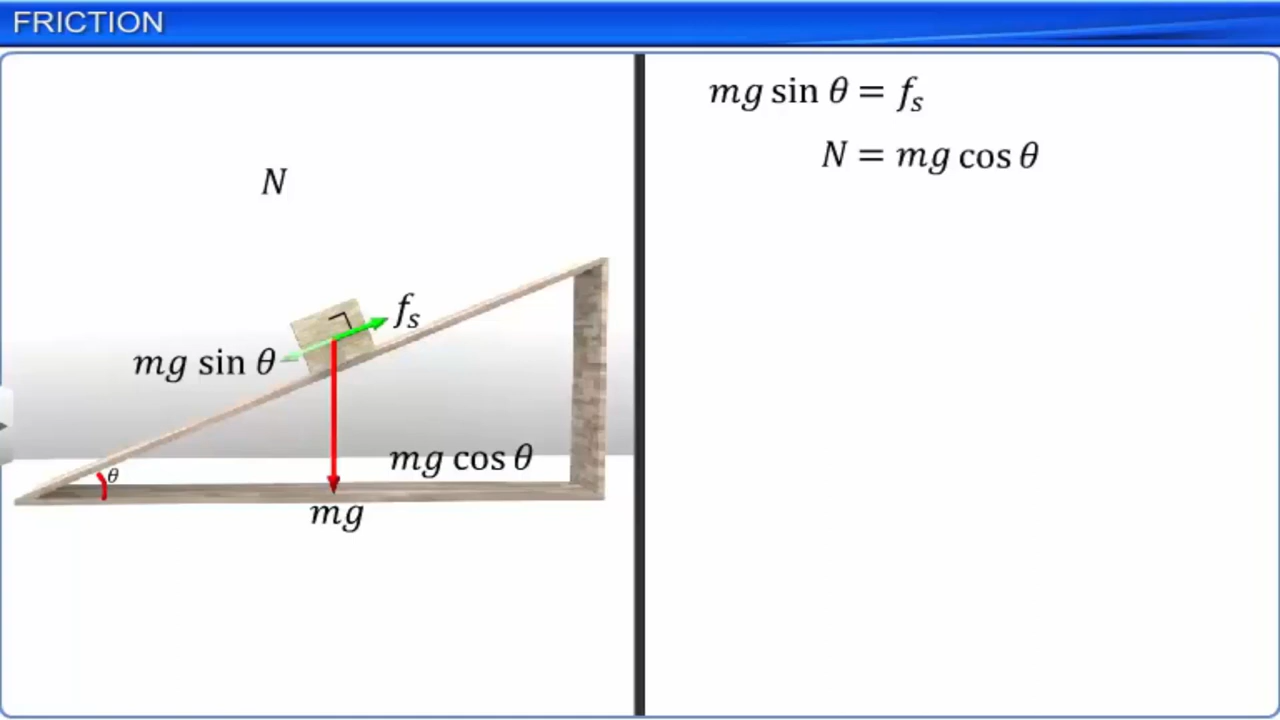 FRICTION
N
f_s
mg sin θ
mg cos θ
θ
mg
mg sin θ = f_s
N = mg cos θ